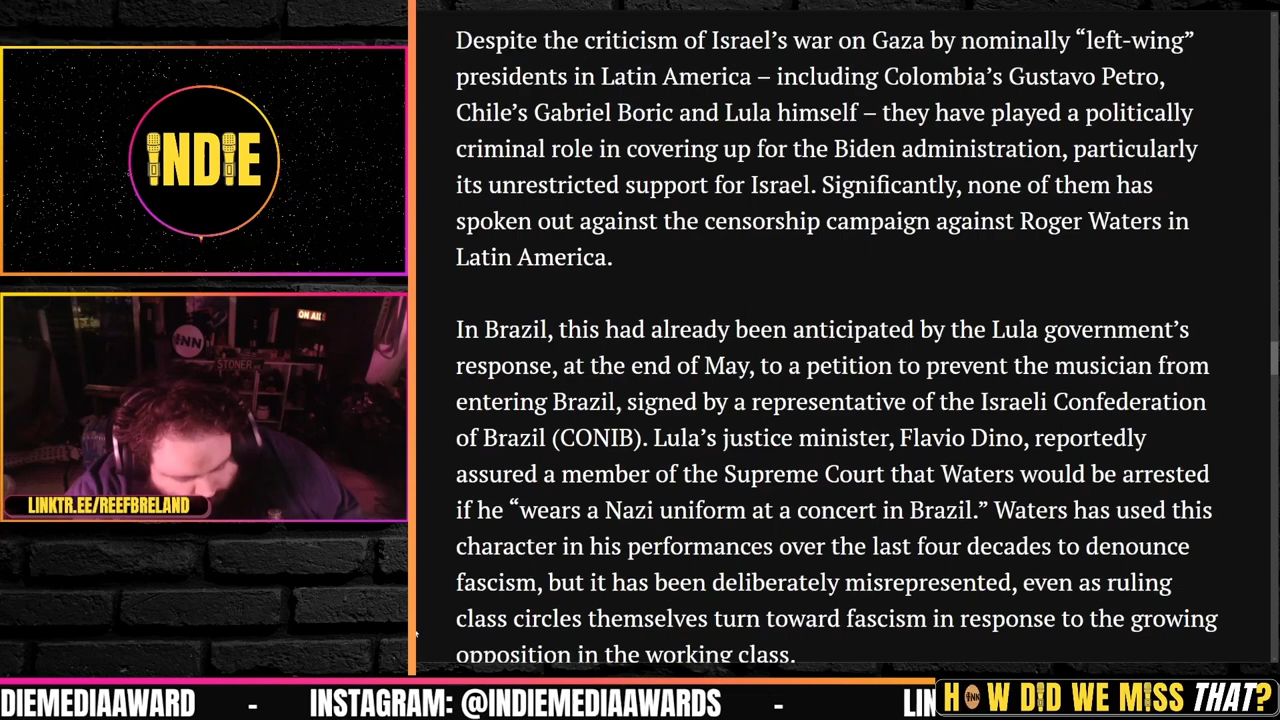 INDIE
ON AIR
INN
STONER
LINKTR.EE/REEFBRELAND
Despite the criticism of Israel’s war on Gaza by nominally “left-wing”
presidents in Latin America – including Colombia’s Gustavo Petro,
Chile’s Gabriel Boric and Lula himself – they have played a politically
criminal role in covering up for the Biden administration, particularly
its unrestricted support for Israel. Significantly, none of them has
spoken out against the censorship campaign against Roger Waters in
Latin America.
In Brazil, this had already been anticipated by the Lula government’s
response, at the end of May, to a petition to prevent the musician from
entering Brazil, signed by a representative of the Israeli Confederation
of Brazil (CONIB). Lula’s justice minister, Flavio Dino, reportedly
assured a member of the Supreme Court that Waters would be arrested
if he “wears a Nazi uniform at a concert in Brazil.” Waters has used this
character in his performances over the last four decades to denounce
fascism, but it has been deliberately misrepresented, even as ruling
class circles themselves turn toward fascism in response to the growing
opposition in the working class.
DIEMEDIAAWARD - INSTAGRAM: @INDIEMEDIAAWARDS - LIN
HOW DID WE MISS THAT?